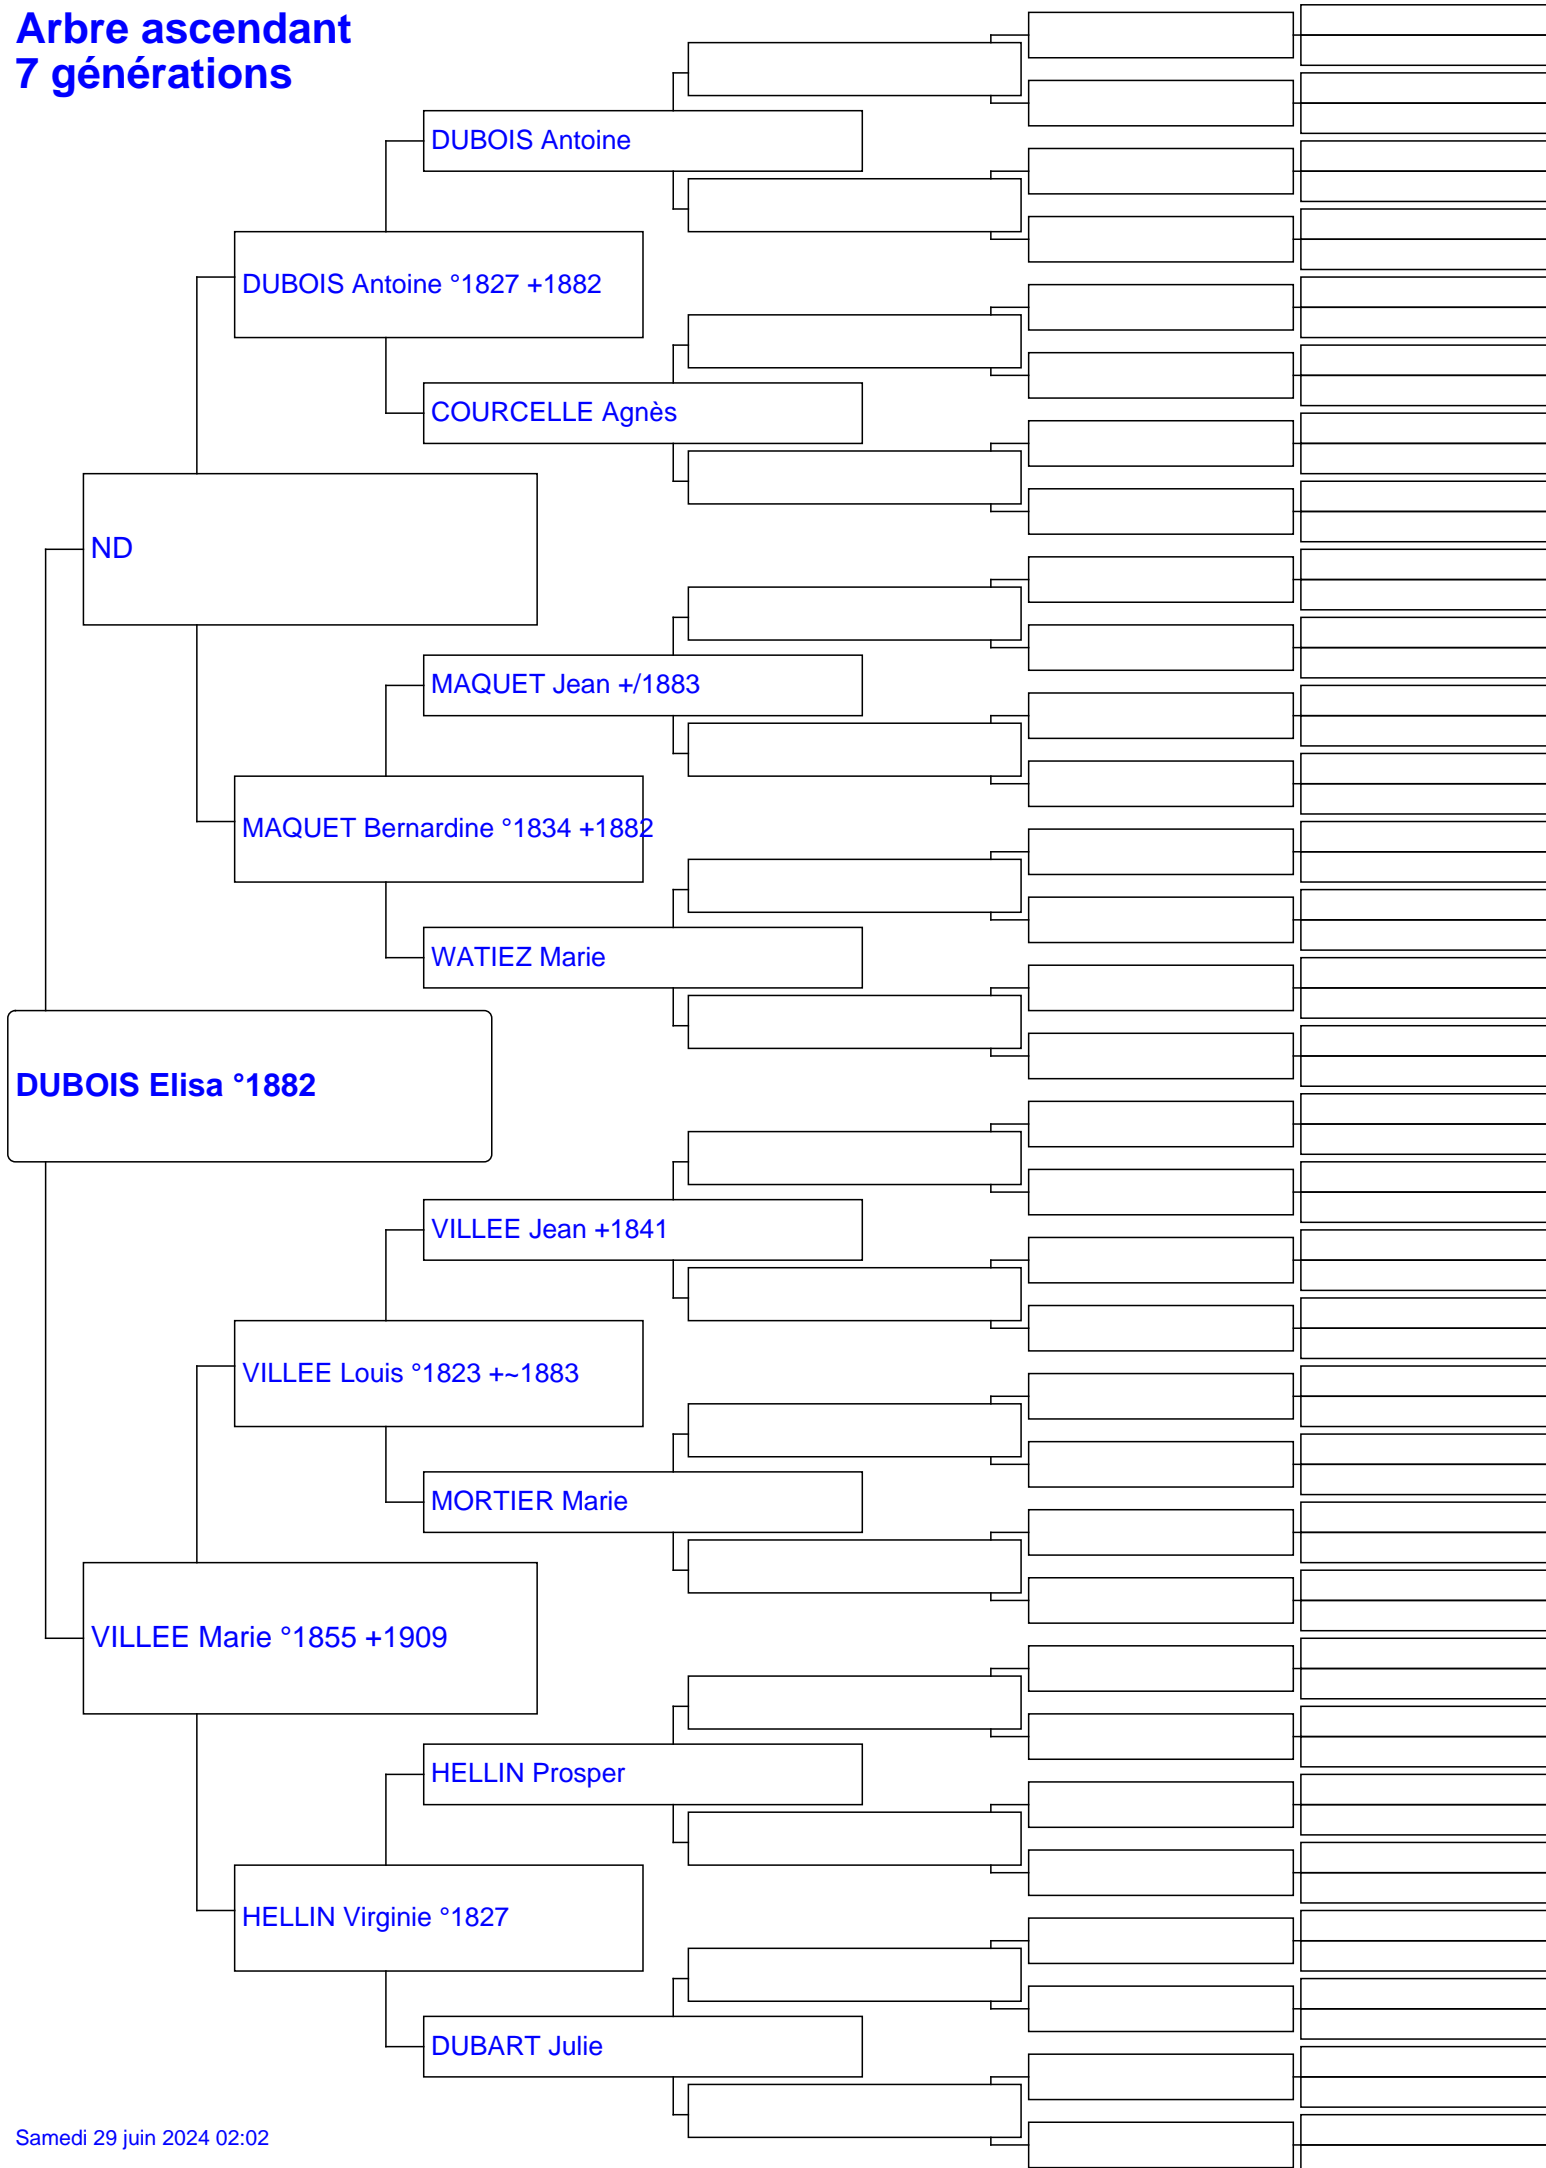 Arbre ascendant
7 générations
DUBOIS Antoine
DUBOIS Antoine °1827 +1882
COURCELLE Agnès
ND
MAQUET Jean +/1883
MAQUET Bernardine °1834 +1882
WATIEZ Marie
DUBOIS Elisa °1882
VILLEE Jean +1841
VILLEE Louis °1823 +~1883
MORTIER Marie
VILLEE Marie °1855 +1909
HELLIN Prosper
HELLIN Virginie °1827
DUBART Julie
Samedi 29 juin 2024 02:02